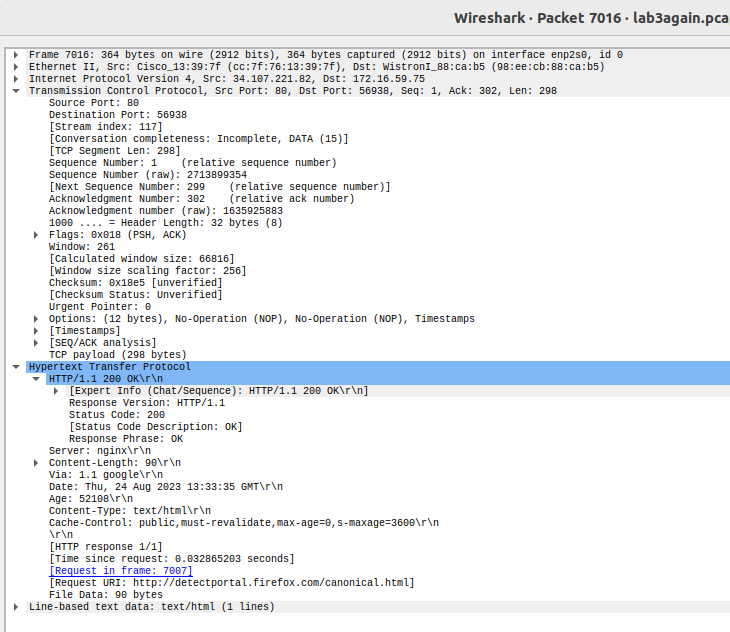 Wireshark · Packet 7016 · lab3again.pca
Frame 7016: 364 bytes on wire (2912 bits), 364 bytes captured (2912 bits) on interface enp2s0, id 0
Ethernet II, Src: Cisco_13:39:7f (cc:7f:76:13:39:7f), Dst: WistronI_88:ca:b5 (98:ee:cb:88:ca:b5)
Internet Protocol Version 4, Src: 34.107.221.82, Dst: 172.16.59.75
Transmission Control Protocol, Src Port: 80, Dst Port: 56938, Seq: 1, Ack: 302, Len: 298
Source Port: 80
Destination Port: 56938
[Stream index: 117]
[Conversation completeness: Incomplete, DATA (15)]
[TCP Segment Len: 298]
Sequence Number: 1    (relative sequence number)
Sequence Number (raw): 2713899354
[Next Sequence Number: 299    (relative sequence number)]
Acknowledgment Number: 302    (relative ack number)
Acknowledgment number (raw): 1635925883
1000 .... = Header Length: 32 bytes (8)
Flags: 0x018 (PSH, ACK)
Window: 261
[Calculated window size: 66816]
[Window size scaling factor: 256]
Checksum: 0x18e5 [unverified]
[Checksum Status: Unverified]
Urgent Pointer: 0
Options: (12 bytes), No-Operation (NOP), No-Operation (NOP), Timestamps
[Timestamps]
[SEQ/ACK analysis]
TCP payload (298 bytes)
Hypertext Transfer Protocol
HTTP/1.1 200 OK\r\n
[Expert Info (Chat/Sequence): HTTP/1.1 200 OK\r\n]
Response Version: HTTP/1.1
Status Code: 200
[Status Code Description: OK]
Response Phrase: OK
Server: nginx\r\n
Content-Length: 90\r\n
Via: 1.1 google\r\n
Date: Thu, 24 Aug 2023 13:33:35 GMT\r\n
Age: 52108\r\n
Content-Type: text/html\r\n
Cache-Control: public,must-revalidate,max-age=0,s-maxage=3600\r\n
\r\n
[HTTP response 1/1]
[Time since request: 0.032865203 seconds]
[Request in frame: 7007]
[Request URI: http://detectportal.firefox.com/canonical.html]
File Data: 90 bytes
Line-based text data: text/html (1 lines)